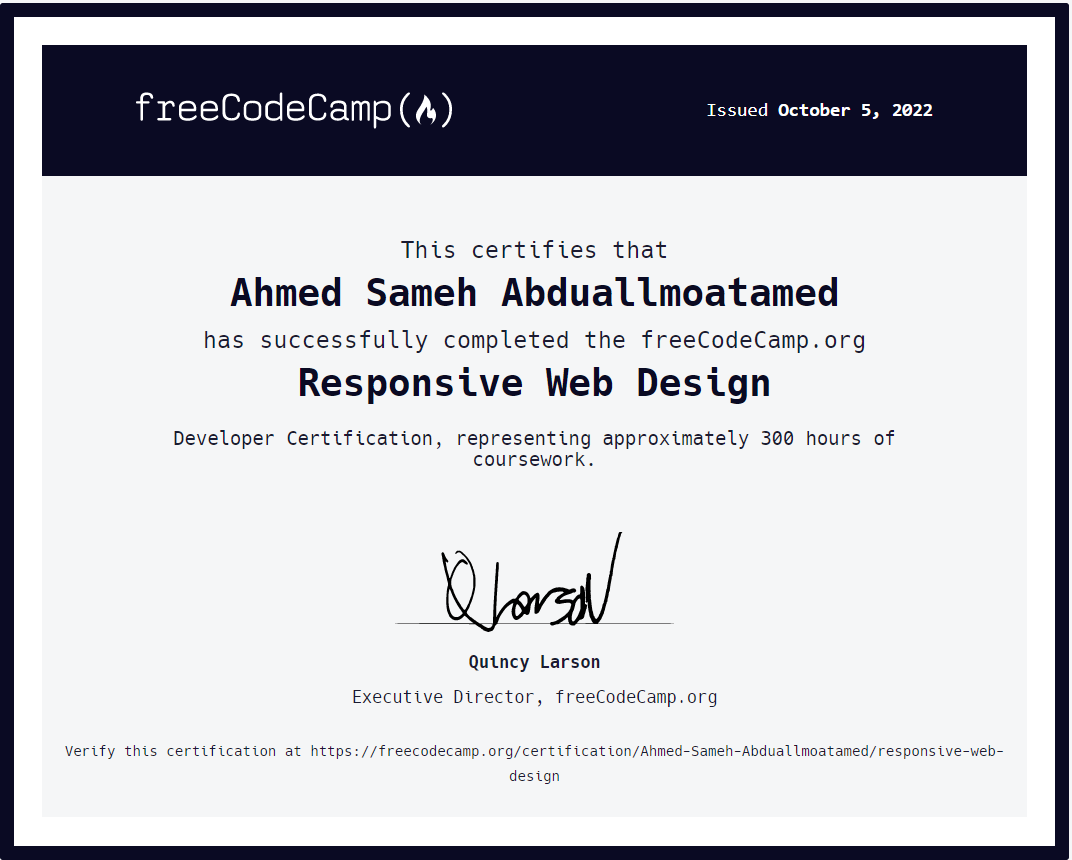 freeCodeCamp(🔥)
Issued October 5, 2022
This certifies that
Ahmed Sameh Abduallmoatamed
has successfully completed the freeCodeCamp.org
Responsive Web Design
Developer Certification, representing approximately 300 hours of
coursework.
Q Larson
Quincy Larson
Executive Director, freeCodeCamp.org
Verify this certification at https://freecodecamp.org/certification/Ahmed-Sameh-Abduallmoatamed/responsive-web-
design